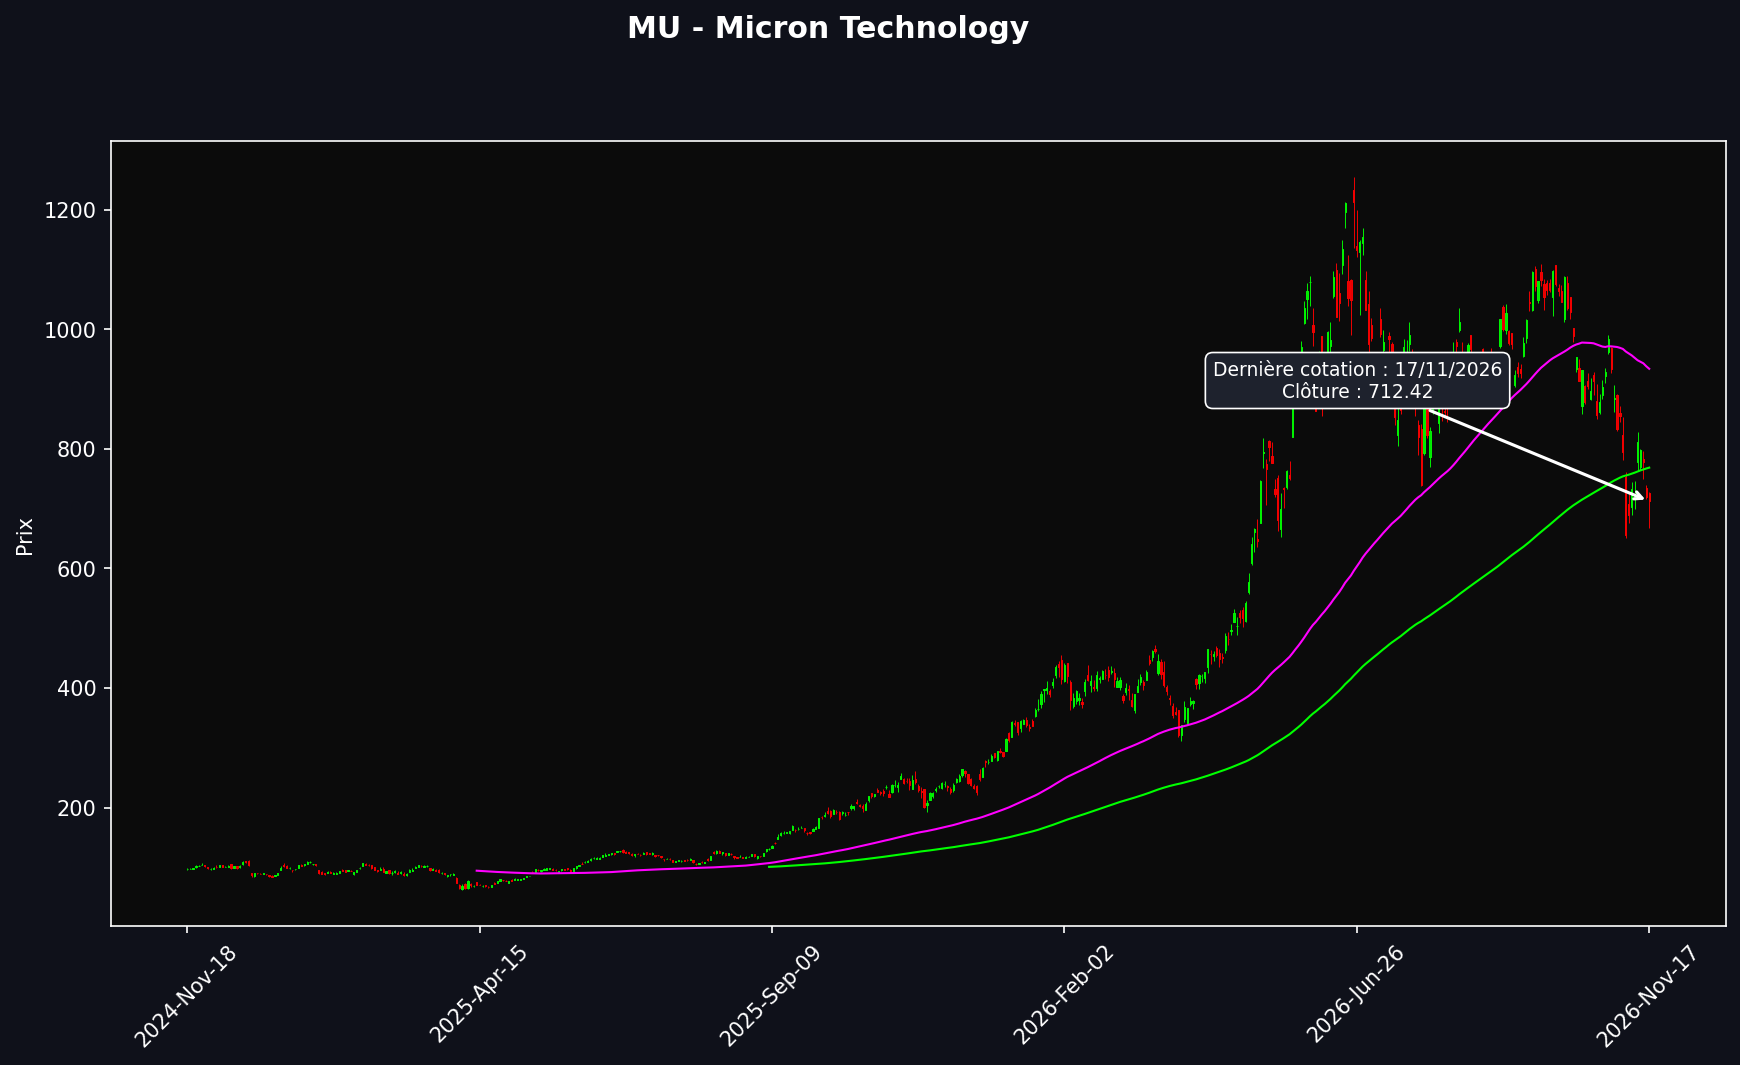 MU - Micron Technology
1200
1000
800
600
400
200
Prix
Dernière cotation : 17/11/2026
Clôture : 712.42
2024-Nov-18
2025-Apr-15
2025-Sep-09
2026-Feb-02
2026-Jun-26
2026-Nov-17